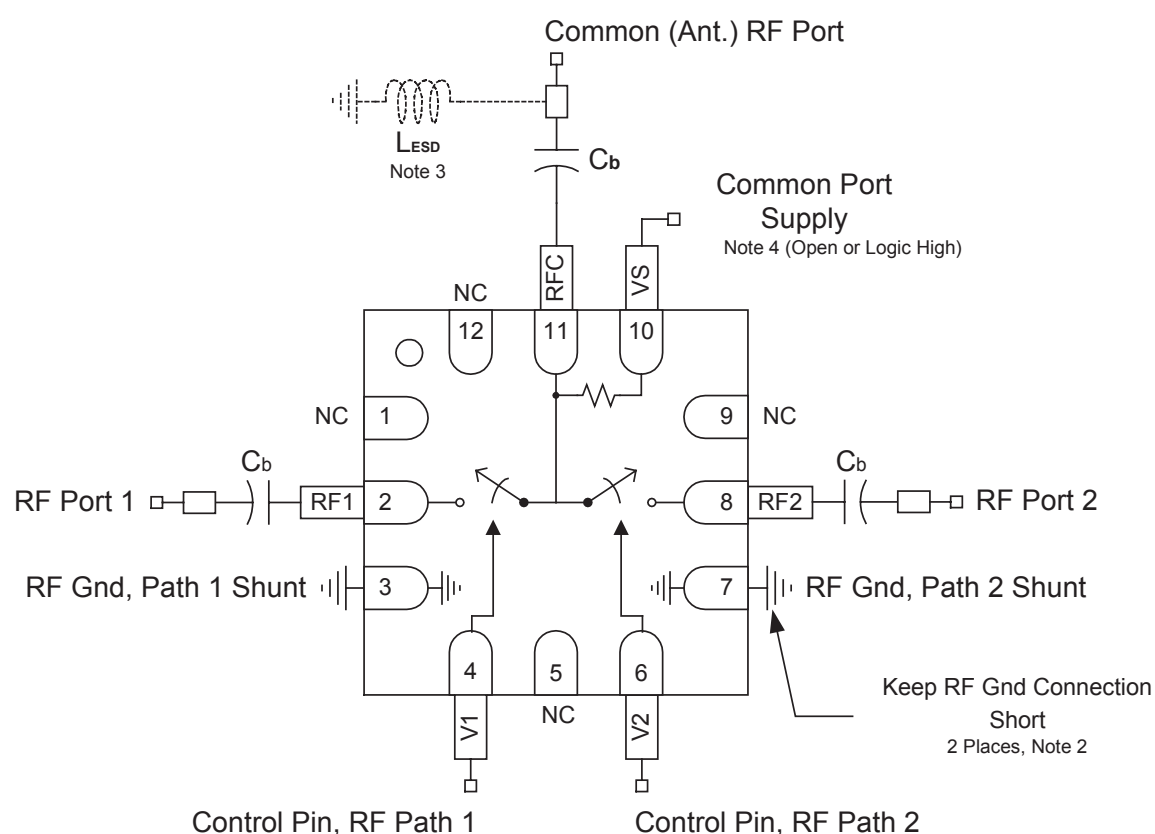 Common (Ant.) RF Port
LESD
Note 3
Cb
Common Port
Supply
Note 4 (Open or Logic High)
RFC
VS
NC
12
11
10
NC
1
9
NC
Cb
Cb
RF Port 1
RF1
2
8
RF2
RF Port 2
RF Gnd, Path 1 Shunt
3
7
RF Gnd, Path 2 Shunt
4
5
6
NC
V1
V2
Keep RF Gnd Connection
Short
2 Places, Note 2
Control Pin, RF Path 1
Control Pin, RF Path 2